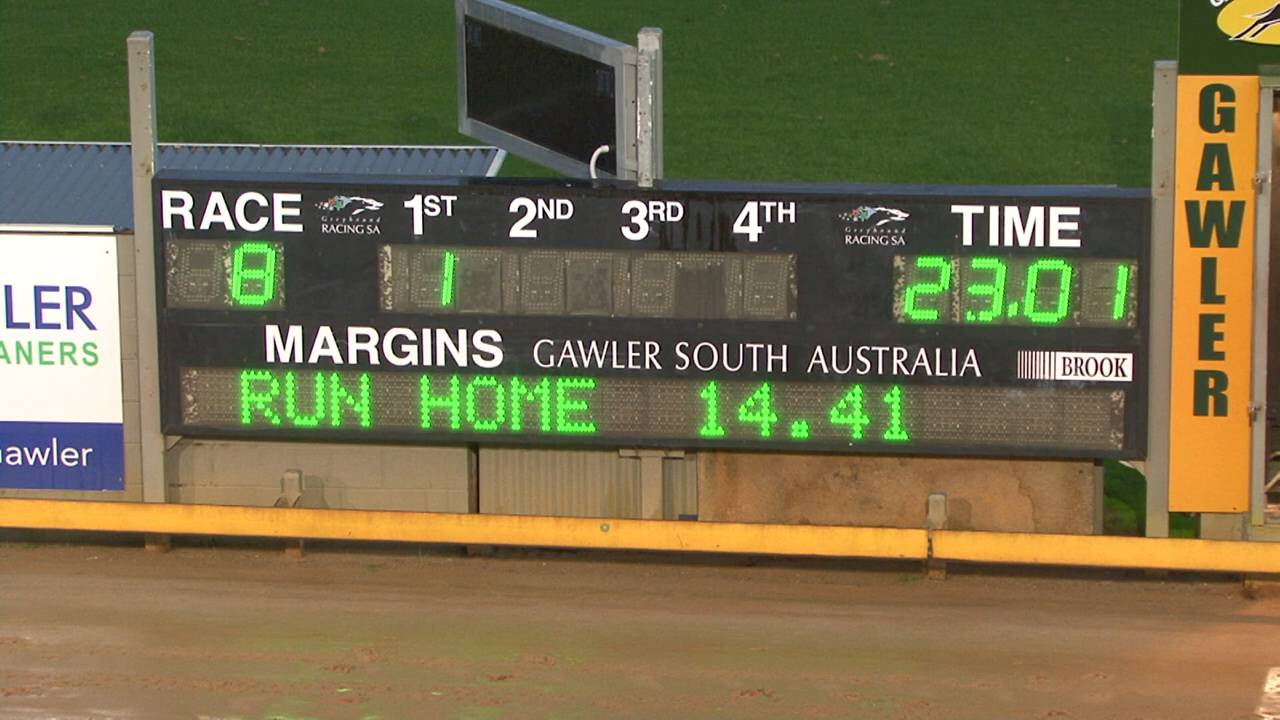 RACE Greyhound RACING SA 1ST 2ND 3RD 4TH Greyhound RACING SA TIME
8 1 23.01
MARGINS GAWLER SOUTH AUSTRALIA BROOK
RUN HOME 14.41
LER
ANERS
awler
GAWLER